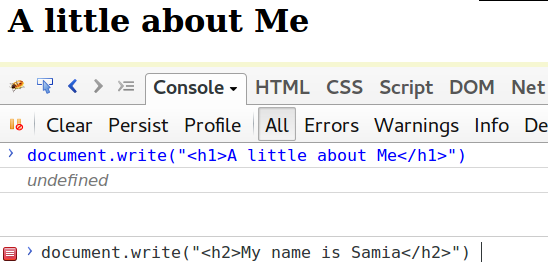 A little about Me
Console HTML CSS Script DOM Net
Clear Persist Profile All Errors Warnings Info De
> document.write("<h1>A little about Me</h1>")
undefined
> document.write("<h2>My name is Samia</h2>")